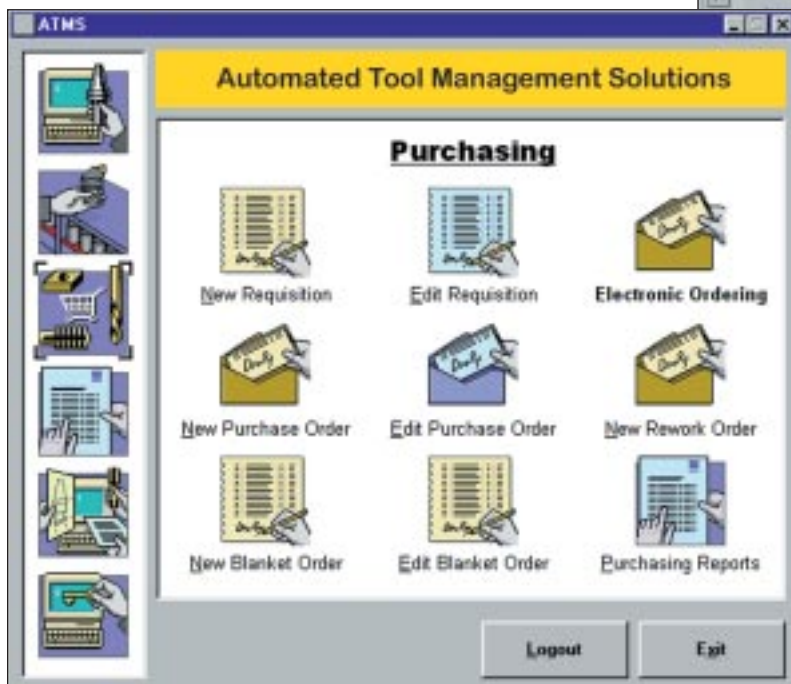 ATMS
Automated Tool Management Solutions
Purchasing
New Requisition
Edit Requisition
Electronic Ordering
New Purchase Order
Edit Purchase Order
New Rework Order
New Blanket Order
Edit Blanket Order
Purchasing Reports
Logout
Exit